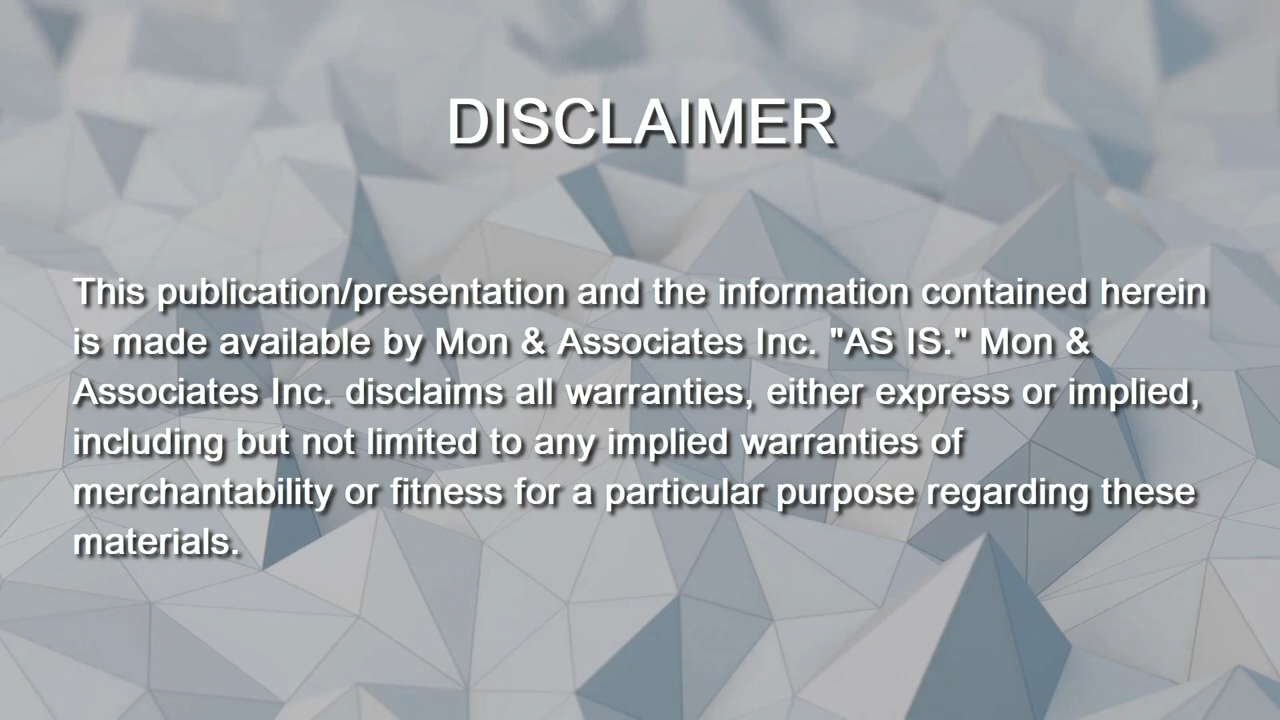 DISCLAIMER
This publication/presentation and the information contained herein
is made available by Mon & Associates Inc. "AS IS." Mon &
Associates Inc. disclaims all warranties, either express or implied,
including but not limited to any implied warranties of
merchantability or fitness for a particular purpose regarding these
materials.